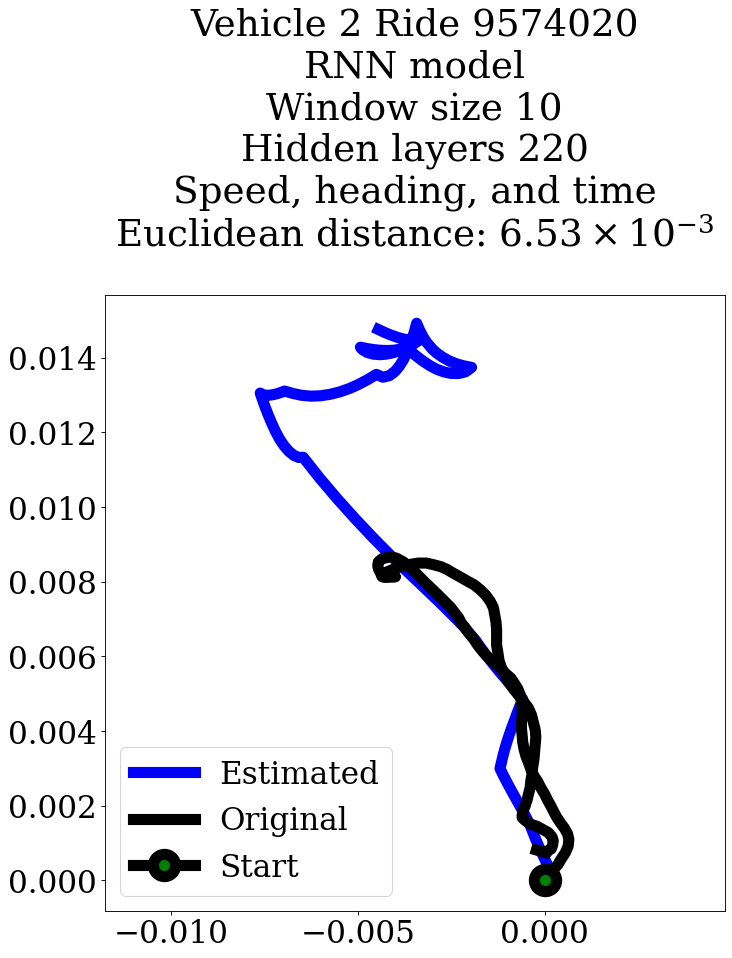 Vehicle 2 Ride 9574020
RNN model
Window size 10
Hidden layers 220
Speed, heading, and time
Euclidean distance: 6.53 × 10⁻³
0.014
0.012
0.010
0.008
0.006
0.004
0.002
0.000
Estimated
Original
Start
−0.010 −0.005 0.000